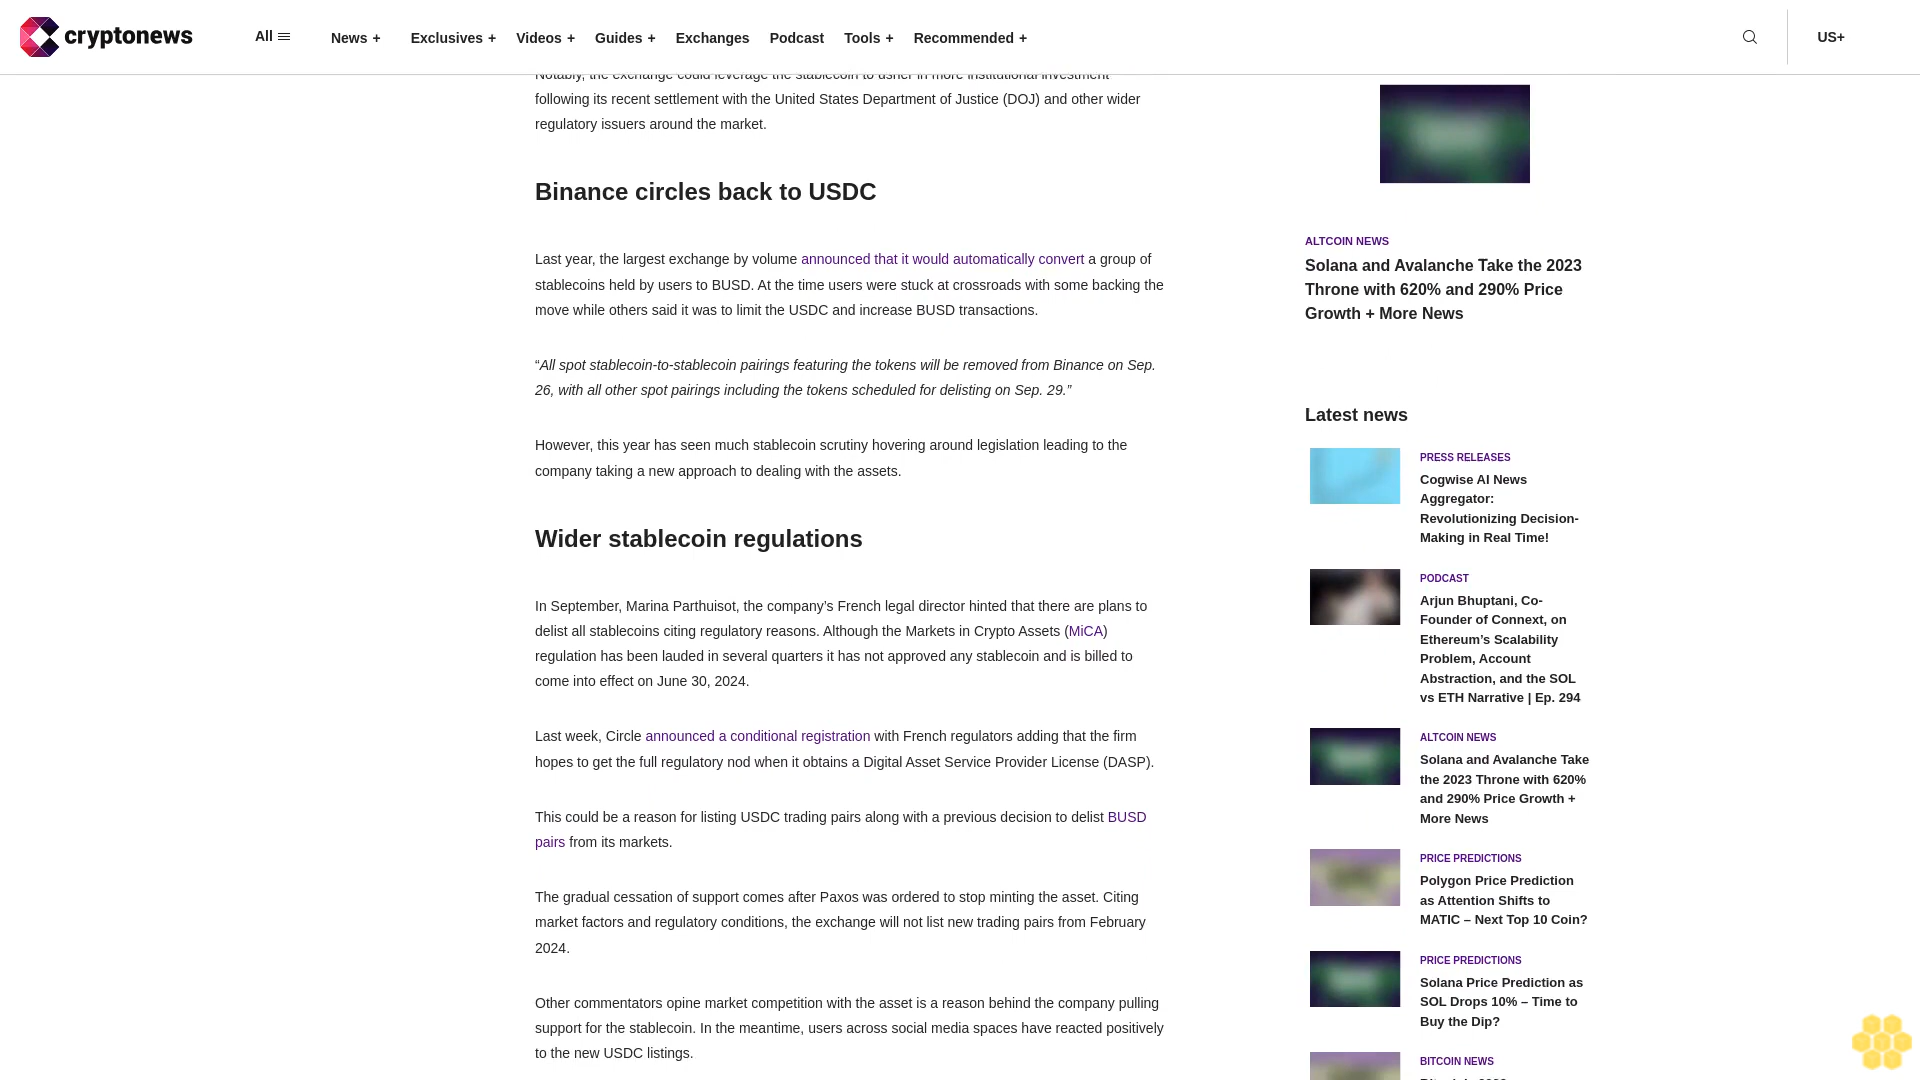 cryptonews
All
News +
Exclusives +
Videos +
Guides +
Exchanges
Podcast
Tools +
Recommended +
US+
Notably, the exchange could leverage the stablecoin to usher in more institutional investment
following its recent settlement with the United States Department of Justice (DOJ) and other wider
regulatory issuers around the market.
Binance circles back to USDC
Last year, the largest exchange by volume announced that it would automatically convert a group of
stablecoins held by users to BUSD. At the time users were stuck at crossroads with some backing the
move while others said it was to limit the USDC and increase BUSD transactions.
“All spot stablecoin-to-stablecoin pairings featuring the tokens will be removed from Binance on Sep.
26, with all other spot pairings including the tokens scheduled for delisting on Sep. 29.”
However, this year has seen much stablecoin scrutiny hovering around legislation leading to the
company taking a new approach to dealing with the assets.
Wider stablecoin regulations
In September, Marina Parthuisot, the company’s French legal director hinted that there are plans to
delist all stablecoins citing regulatory reasons. Although the Markets in Crypto Assets (MiCA)
regulation has been lauded in several quarters it has not approved any stablecoin and is billed to
come into effect on June 30, 2024.
Last week, Circle announced a conditional registration with French regulators adding that the firm
hopes to get the full regulatory nod when it obtains a Digital Asset Service Provider License (DASP).
This could be a reason for listing USDC trading pairs along with a previous decision to delist BUSD
pairs from its markets.
The gradual cessation of support comes after Paxos was ordered to stop minting the asset. Citing
market factors and regulatory conditions, the exchange will not list new trading pairs from February
2024.
Other commentators opine market competition with the asset is a reason behind the company pulling
support for the stablecoin. In the meantime, users across social media spaces have reacted positively
to the new USDC listings.
ALTCOIN NEWS
Solana and Avalanche Take the 2023
Throne with 620% and 290% Price
Growth + More News
Latest news
PRESS RELEASES
Cogwise AI News
Aggregator:
Revolutionizing Decision-
Making in Real Time!
PODCAST
Arjun Bhuptani, Co-
Founder of Connext, on
Ethereum’s Scalability
Problem, Account
Abstraction, and the SOL
vs ETH Narrative | Ep. 294
ALTCOIN NEWS
Solana and Avalanche Take
the 2023 Throne with 620%
and 290% Price Growth +
More News
PRICE PREDICTIONS
Polygon Price Prediction
as Attention Shifts to
MATIC – Next Top 10 Coin?
PRICE PREDICTIONS
Solana Price Prediction as
SOL Drops 10% – Time to
Buy the Dip?
BITCOIN NEWS